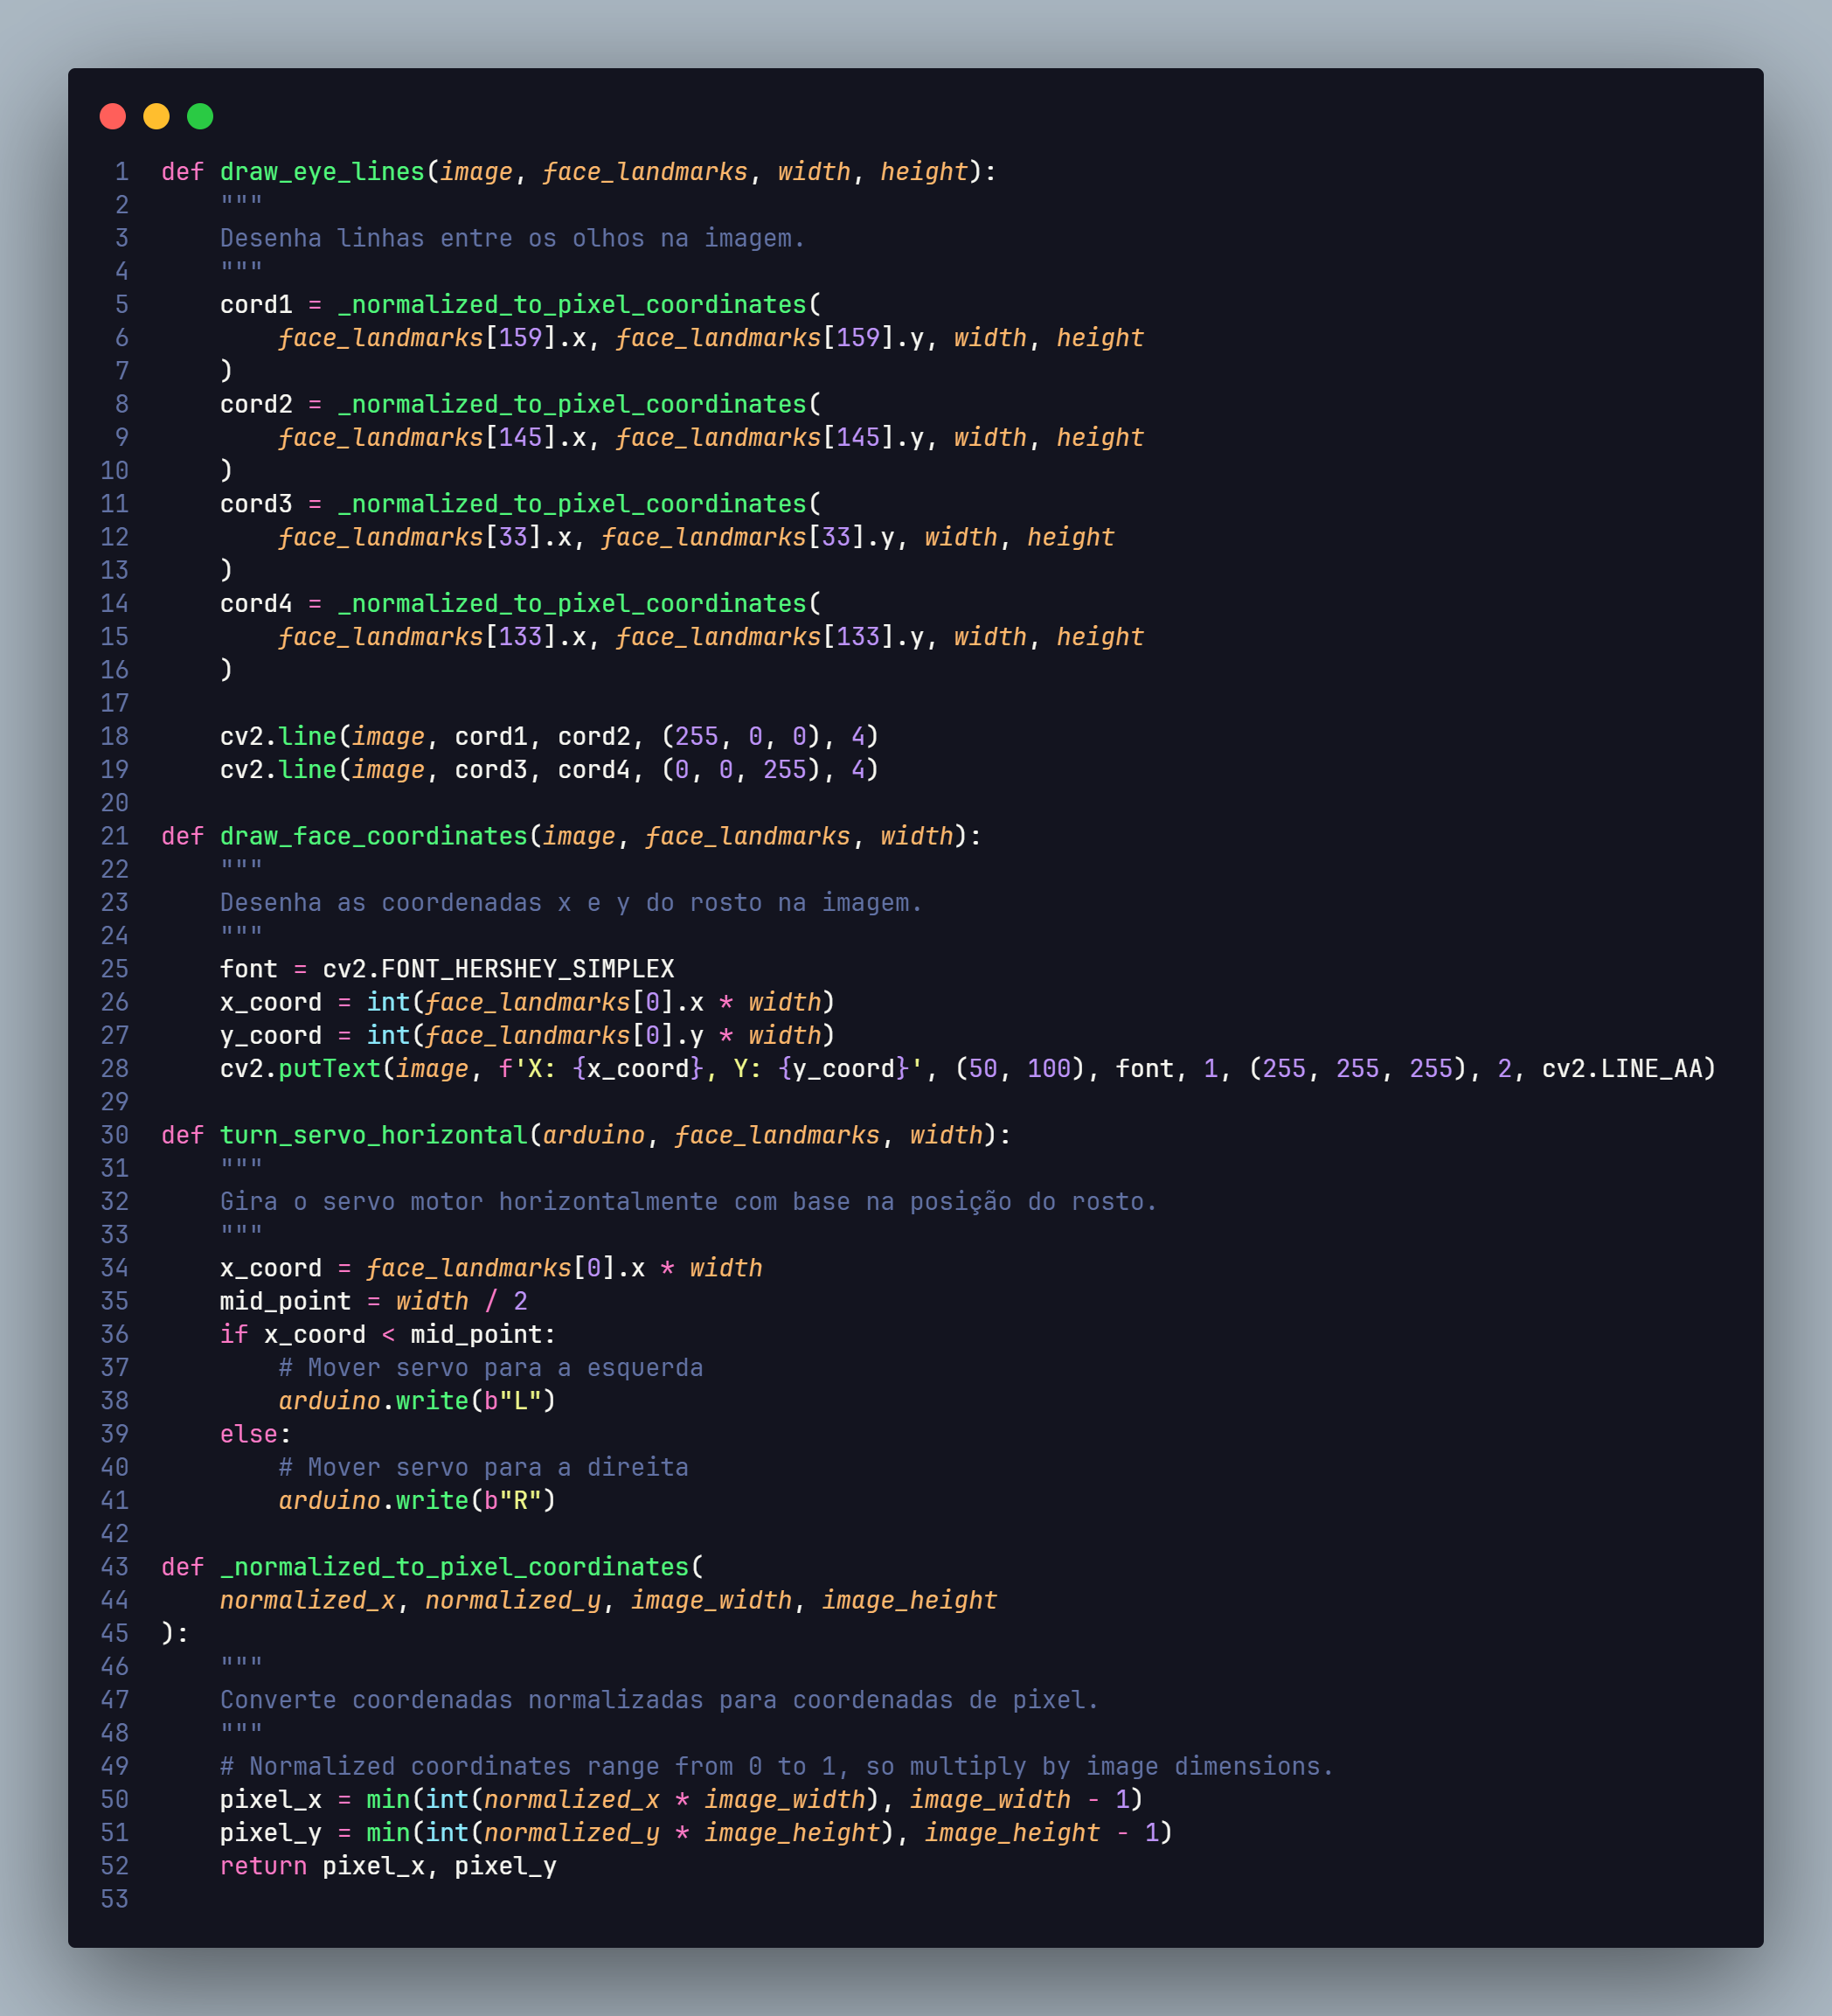 1 def draw_eye_lines(image, face_landmarks, width, height):
2     """
3     Desenha linhas entre os olhos na imagem.
4     """
5     cord1 = _normalized_to_pixel_coordinates(
6         face_landmarks[159].x, face_landmarks[159].y, width, height
7     )
8     cord2 = _normalized_to_pixel_coordinates(
9         face_landmarks[145].x, face_landmarks[145].y, width, height
10     )
11     cord3 = _normalized_to_pixel_coordinates(
12         face_landmarks[33].x, face_landmarks[33].y, width, height
13     )
14     cord4 = _normalized_to_pixel_coordinates(
15         face_landmarks[133].x, face_landmarks[133].y, width, height
16     )
17
18     cv2.line(image, cord1, cord2, (255, 0, 0), 4)
19     cv2.line(image, cord3, cord4, (0, 0, 255), 4)
20
21 def draw_face_coordinates(image, face_landmarks, width):
22     """
23     Desenha as coordenadas x e y do rosto na imagem.
24     """
25     font = cv2.FONT_HERSHEY_SIMPLEX
26     x_coord = int(face_landmarks[0].x * width)
27     y_coord = int(face_landmarks[0].y * width)
28     cv2.putText(image, f'X: {x_coord}, Y: {y_coord}', (50, 100), font, 1, (255, 255, 255), 2, cv2.LINE_AA)
29
30 def turn_servo_horizontal(arduino, face_landmarks, width):
31     """
32     Gira o servo motor horizontalmente com base na posição do rosto.
33     """
34     x_coord = face_landmarks[0].x * width
35     mid_point = width / 2
36     if x_coord < mid_point:
37         # Mover servo para a esquerda
38         arduino.write(b"L")
39     else:
40         # Mover servo para a direita
41         arduino.write(b"R")
42
43 def _normalized_to_pixel_coordinates(
44     normalized_x, normalized_y, image_width, image_height
45 ):
46     """
47     Converte coordenadas normalizadas para coordenadas de pixel.
48     """
49     # Normalized coordinates range from 0 to 1, so multiply by image dimensions.
50     pixel_x = min(int(normalized_x * image_width), image_width - 1)
51     pixel_y = min(int(normalized_y * image_height), image_height - 1)
52     return pixel_x, pixel_y
53